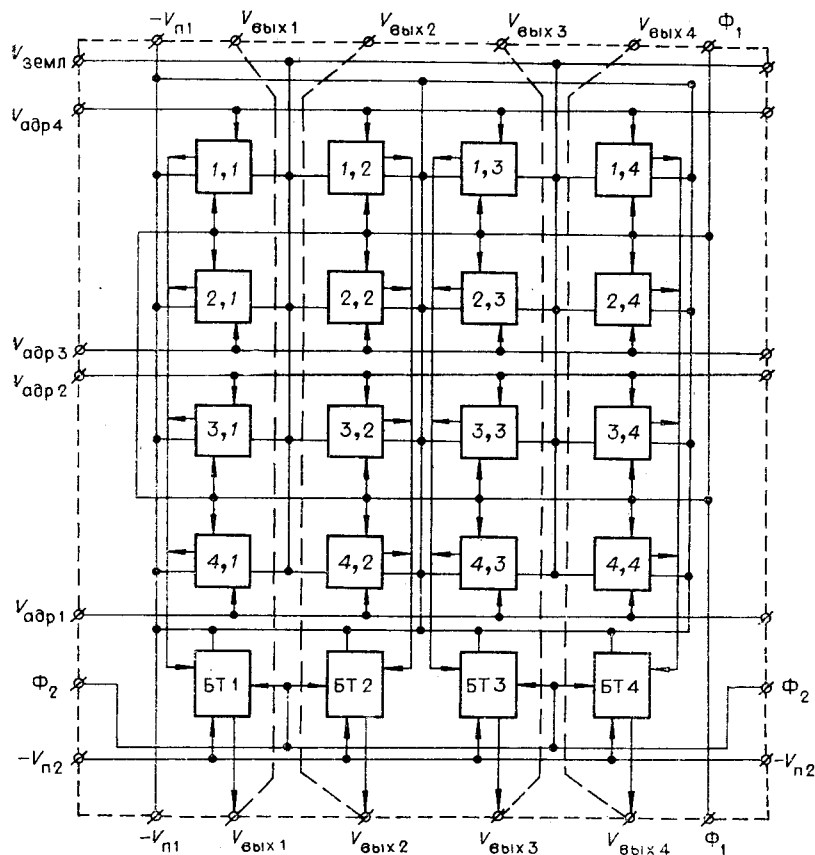 -Vп1 Vвых1 Vвых2 Vвых3 Vвых4 Ф1
Vземл
Vадр4
1,1 1,2 1,3 1,4
2,1 2,2 2,3 2,4
Vадр3
Vадр2
3,1 3,2 3,3 3,4
4,1 4,2 4,3 4,4
Vадр1
Ф2 БТ1 БТ2 БТ3 БТ4 Ф2
-Vп2 -Vп2
-Vп1 Vвых1 Vвых2 Vвых3 Vвых4 Ф1